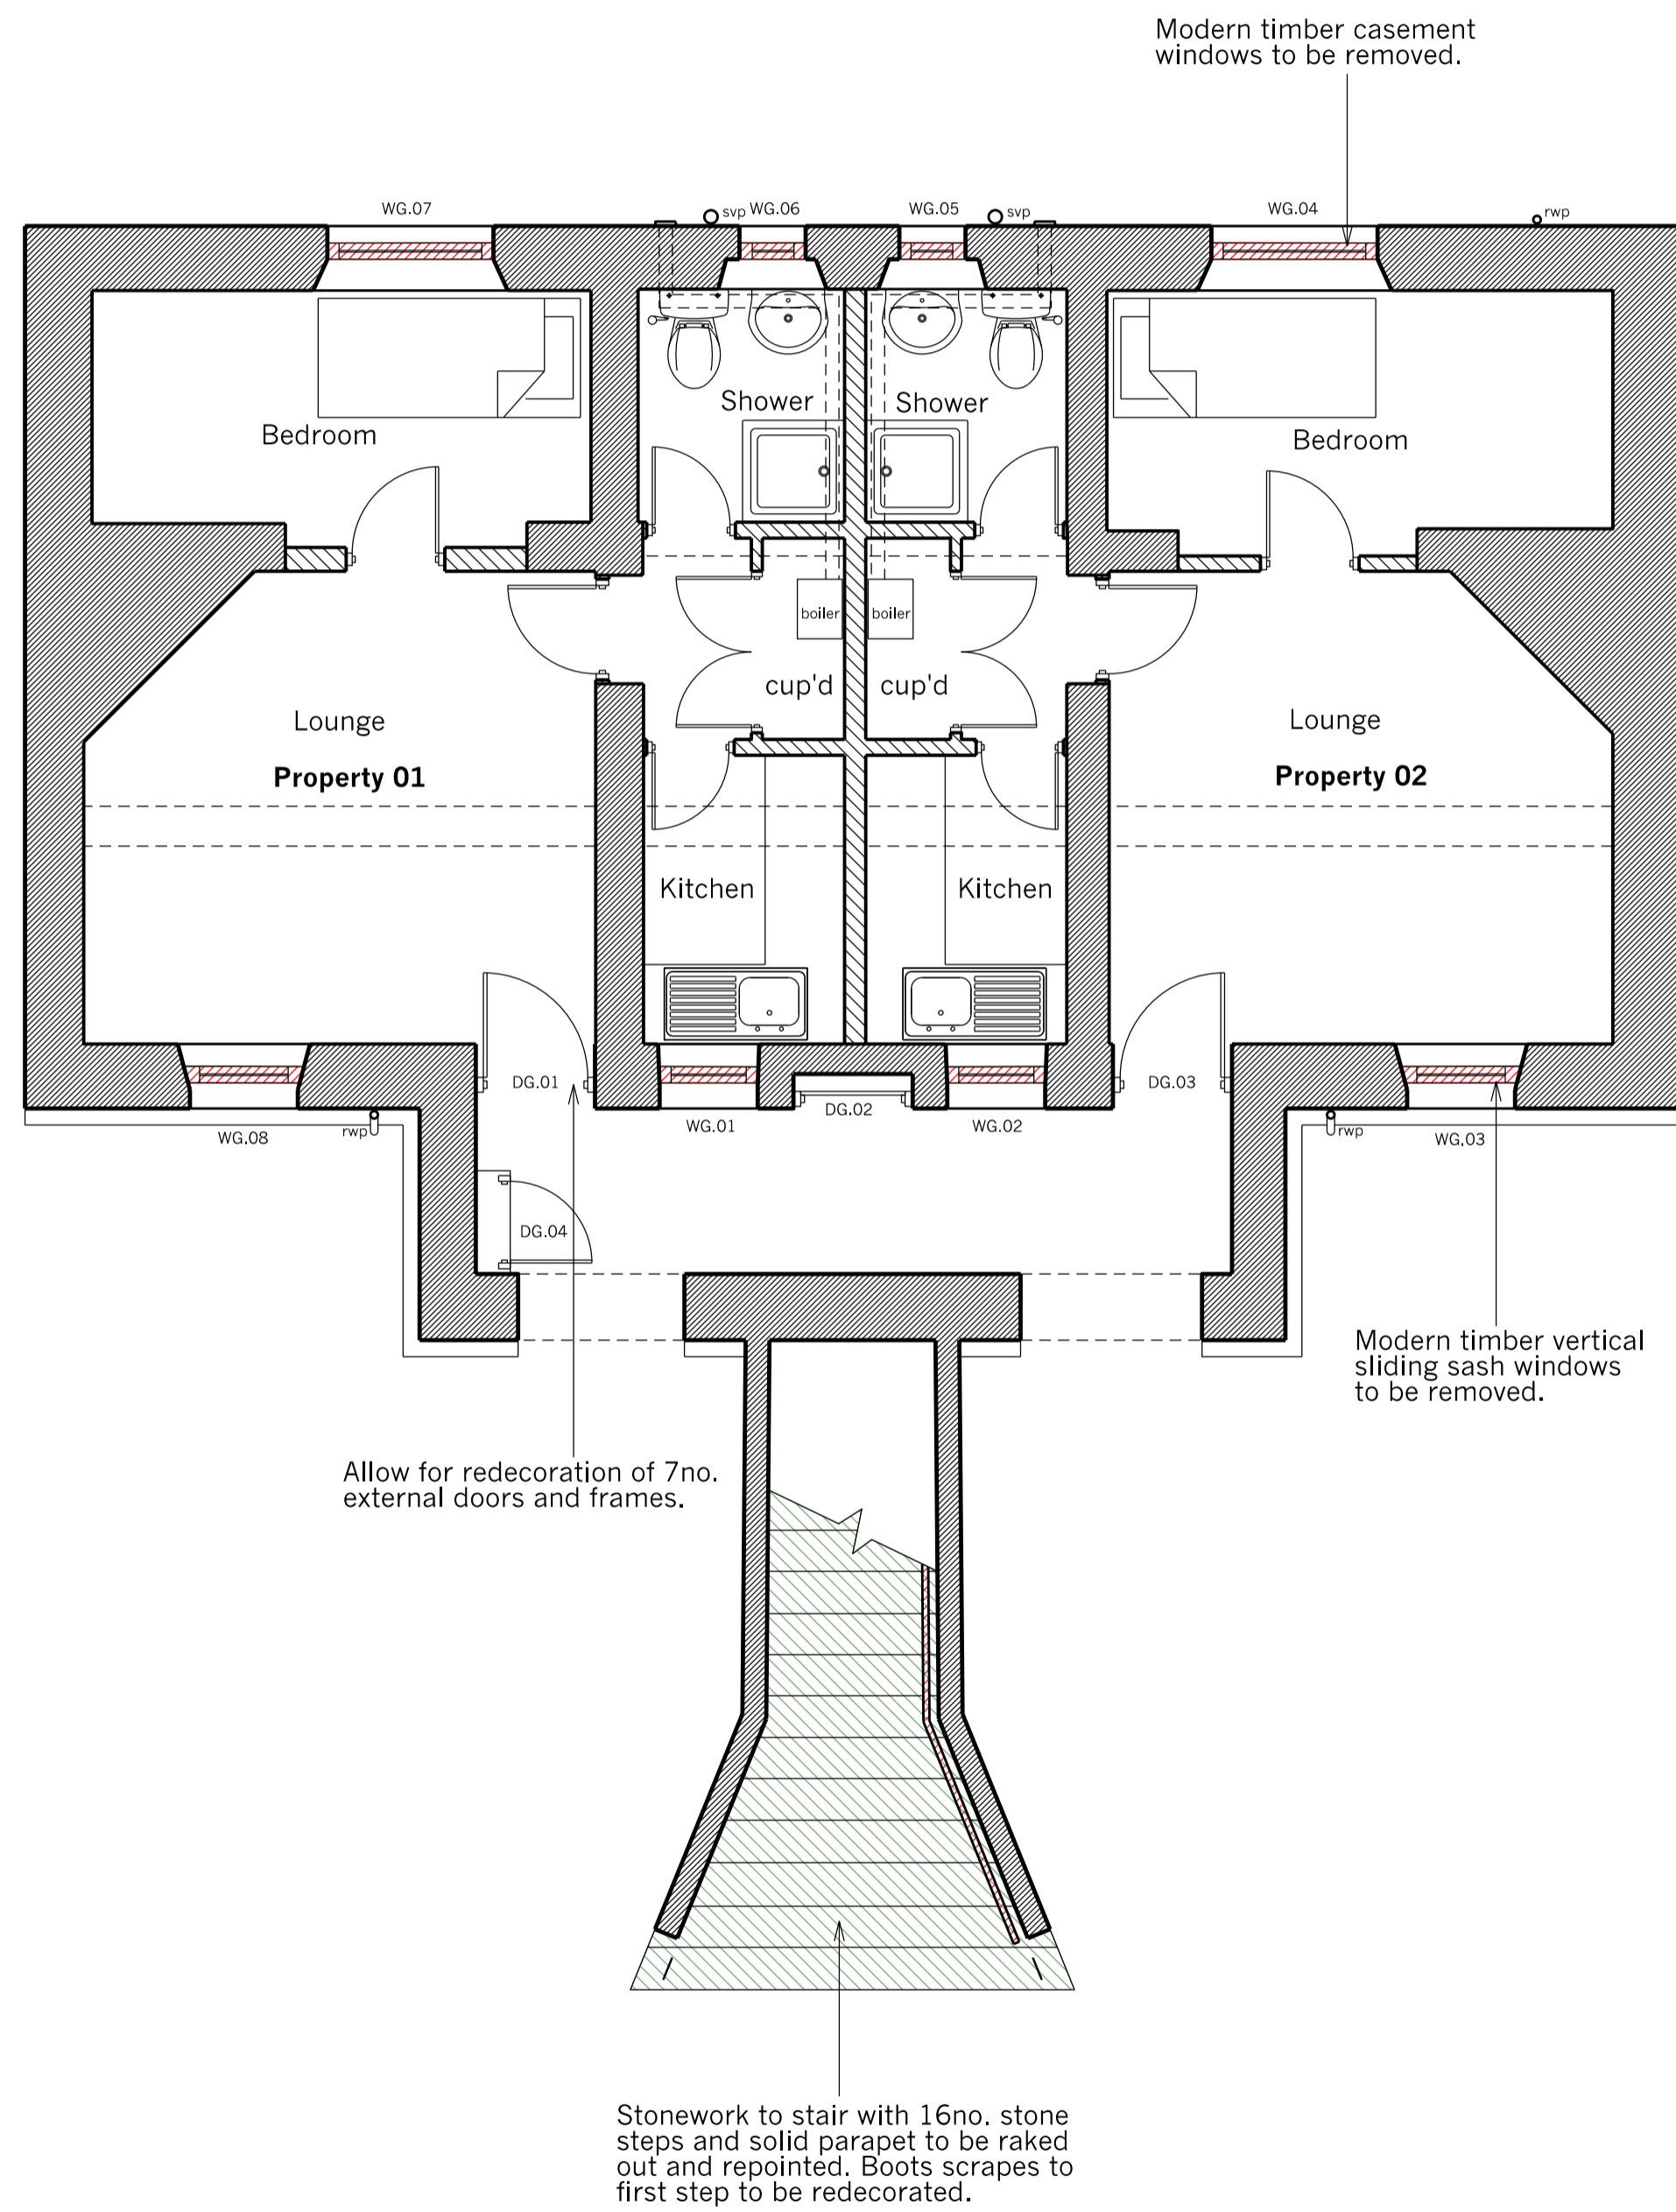 Modern timber casement
windows to be removed.
WG.07
svp
WG.06
WG.05
svp
WG.04
rwp
Shower
Shower
Bedroom
Bedroom
boiler
boiler
cup'd
cup'd
Lounge
Lounge
Property 01
Property 02
Kitchen
Kitchen
DG.01
DG.03
DG.02
WG.01
WG.02
WG.08
rwp
rwp
WG.03
DG.04
Modern timber vertical
sliding sash windows
to be removed.
Allow for redecoration of 7no.
external doors and frames.
Stonework to stair with 16no. stone
steps and solid parapet to be raked
out and repointed. Boots scrapes to
first step to be redecorated.